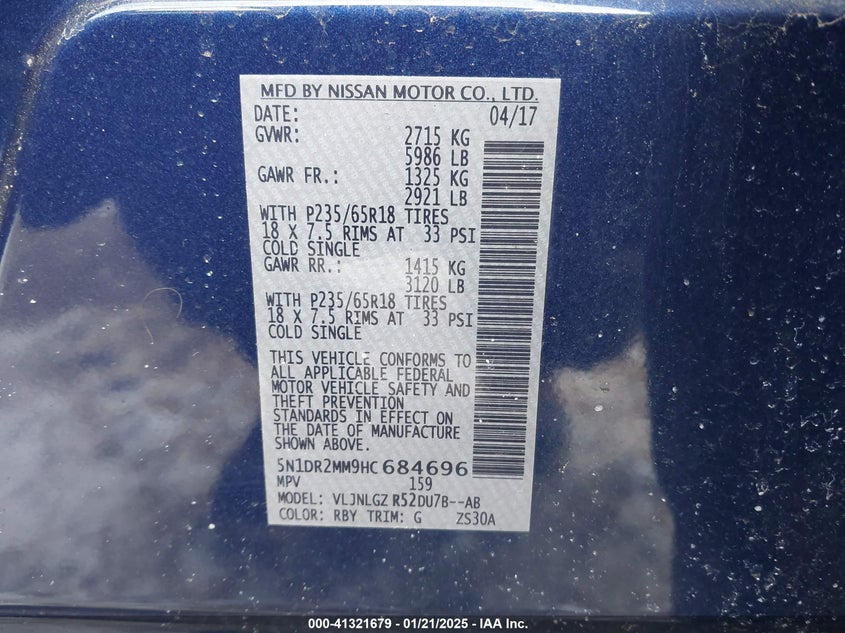 MFD BY NISSAN MOTOR CO., LTD.
DATE: 04/17
GVWR: 2715 KG
5986 LB
GAWR FR.: 1325 KG
2921 LB
WITH P235/65R18 TIRES
18 X 7.5 RIMS AT 33 PSI
COLD SINGLE
GAWR RR.: 1415 KG
3120 LB
WITH P235/65R18 TIRES
18 X 7.5 RIMS AT 33 PSI
COLD SINGLE
THIS VEHICLE CONFORMS TO
ALL APPLICABLE FEDERAL
MOTOR VEHICLE SAFETY AND
THEFT PREVENTION
STANDARDS IN EFFECT ON
THE DATE OF MANUFACTURE
SHOWN ABOVE.
5N1DR2MM9HC684696
MPV 159
MODEL: VLJNLGZ R52DU7B--AB
COLOR: RBY TRIM: G ZS30A
000-41321679 - 01/21/2025 - IAA Inc.